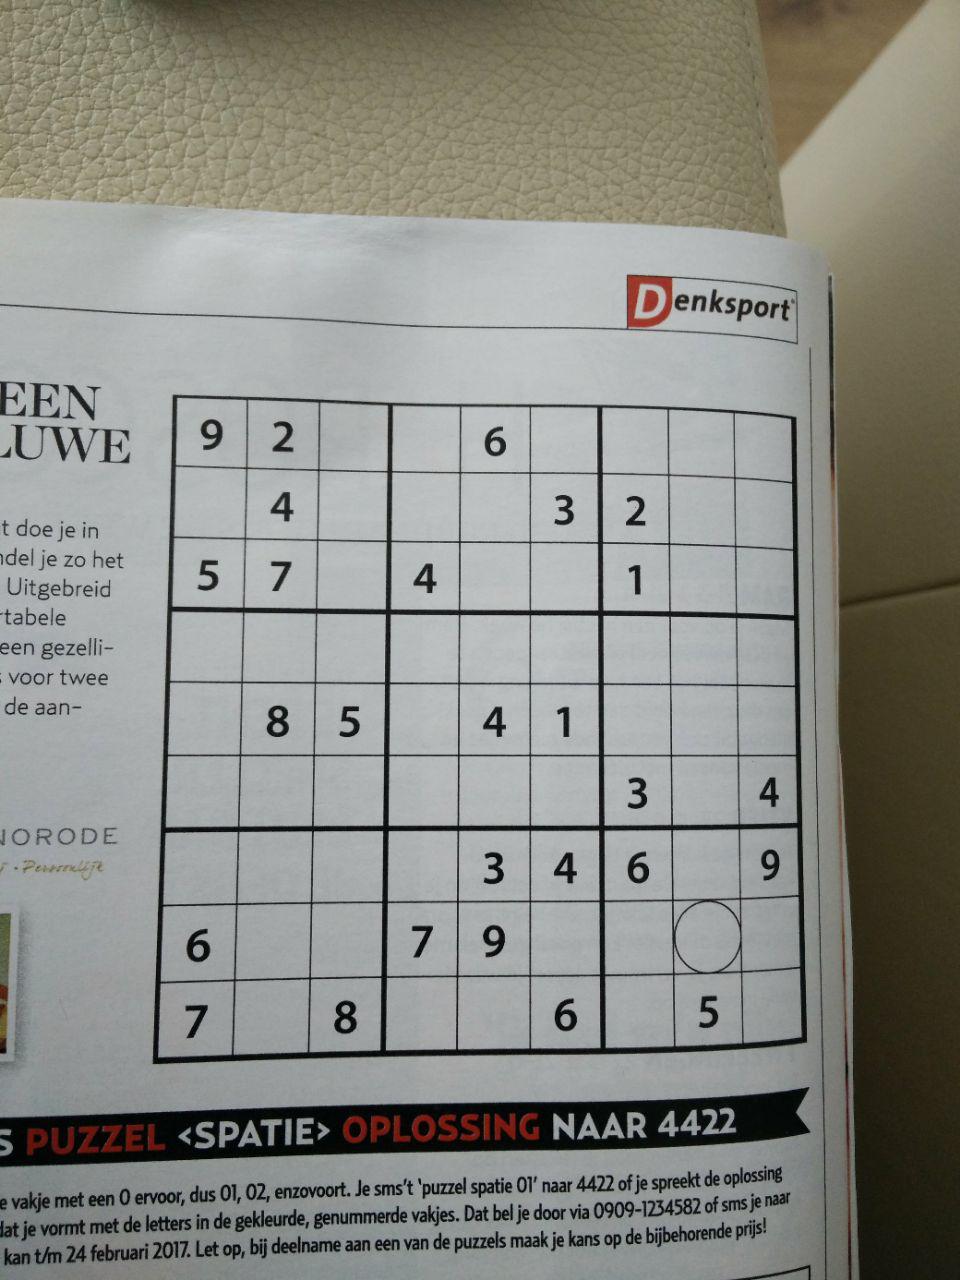 Denksport
EEN
LUWE
t doe je in
ndel je zo het
Uitgebreid
rtabele
een gezelli-
s voor twee
de aan-
NORODE
Persoonlijk
9 2 6
4 3 2
5 7 4 1
8 5 4 1
3 4
3 4 6 9
6 7 9
7 8 6 5
S PUZZEL <SPATIE> OPLOSSING NAAR 4422
e vakje met een 0 ervoor, dus 01, 02, enzovoort. Je sms't 'puzzel spatie 01' naar 4422 of je spreekt de oplossing
dat je vormt met de letters in de gekleurde, genummerde vakjes. Dat bel je door via 0909-1234582 of sms je naar
kan t/m 24 februari 2017. Let op, bij deelname aan een van de puzzels maak je kans op de bijbehorende prijs!